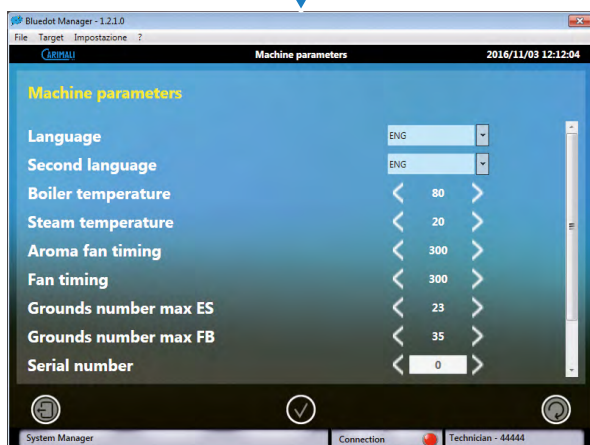 Bluedot Manager - 1.2.1.0
File Target Impostazione ?
CARIMALI Machine parameters 2016/11/03 12:12:04
Machine parameters
Language ENG
Second language ENG
Boiler temperature 80
Steam temperature 20
Aroma fan timing 300
Fan timing 300
Grounds number max ES 23
Grounds number max FB 35
Serial number 0
System Manager Connection Technician - 44444